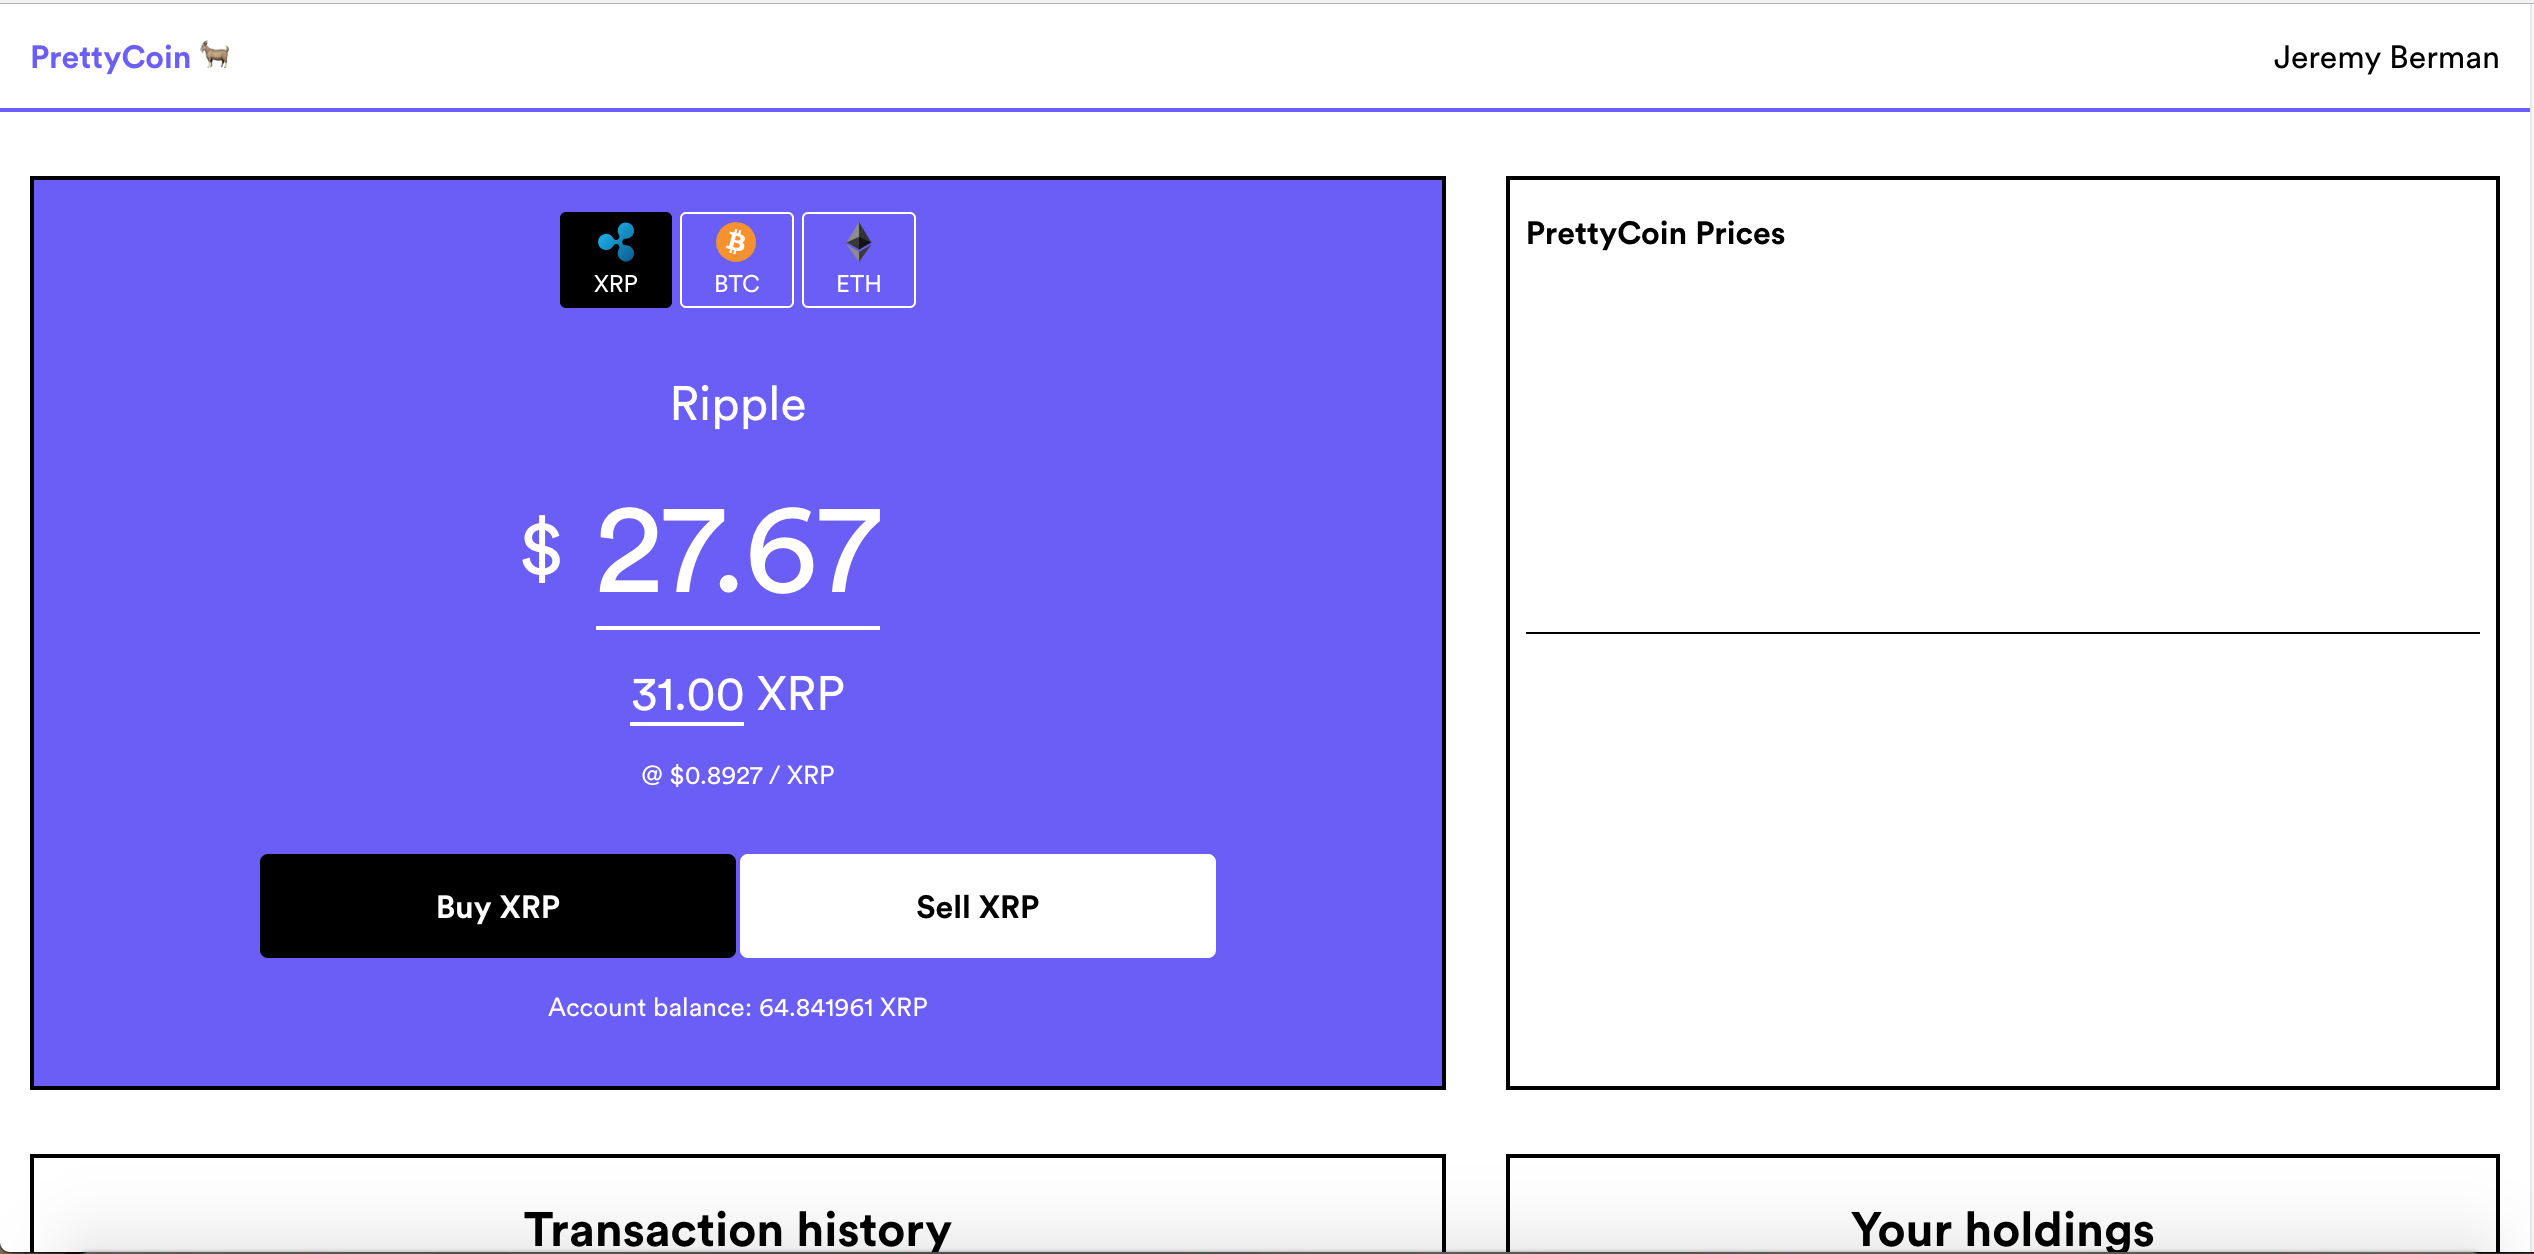 PrettyCoin 🐐
Jeremy Berman
XRP
BTC
ETH
Ripple
$ 27.67
31.00 XRP
@ $0.8927 / XRP
Buy XRP
Sell XRP
Account balance: 64.841961 XRP
PrettyCoin Prices
Transaction history
Your holdings